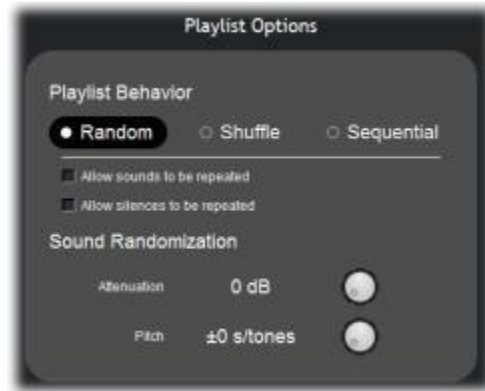 Playlist Options
Playlist Behavior
Random Shuffle Sequential
Allow sounds to be repeated
Allow silences to be repeated
Sound Randomization
Attenuation 0 dB
Pitch ±0 s/tones